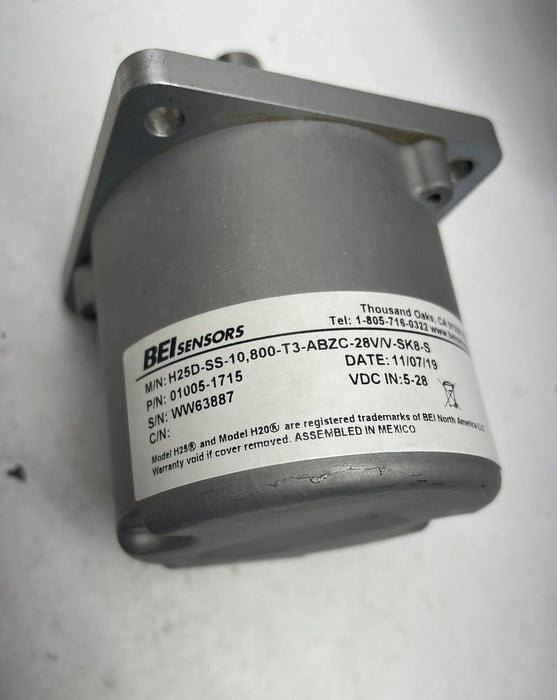 BEI SENSORS
Thousand Oaks, CA
Tel: 1-805-716-0322
M/N: H25D-SS-10,800-T3-ABZC-28V/V-SK8-S
P/N: 01005-1715
DATE: 11/07/19
S/N: WW63887
VDC IN:5-28
C/N:
Model H25® and Model H20® are registered trademarks of BEI North America LLC
Warranty void if cover removed. ASSEMBLED IN MEXICO